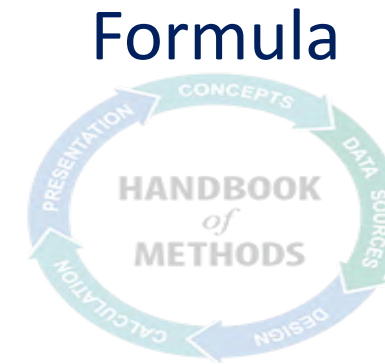 Formula
CONCEPTS
DATA SOURCES
DESIGN
CALCULATION
PRESENTATION
HANDBOOK
of
METHODS